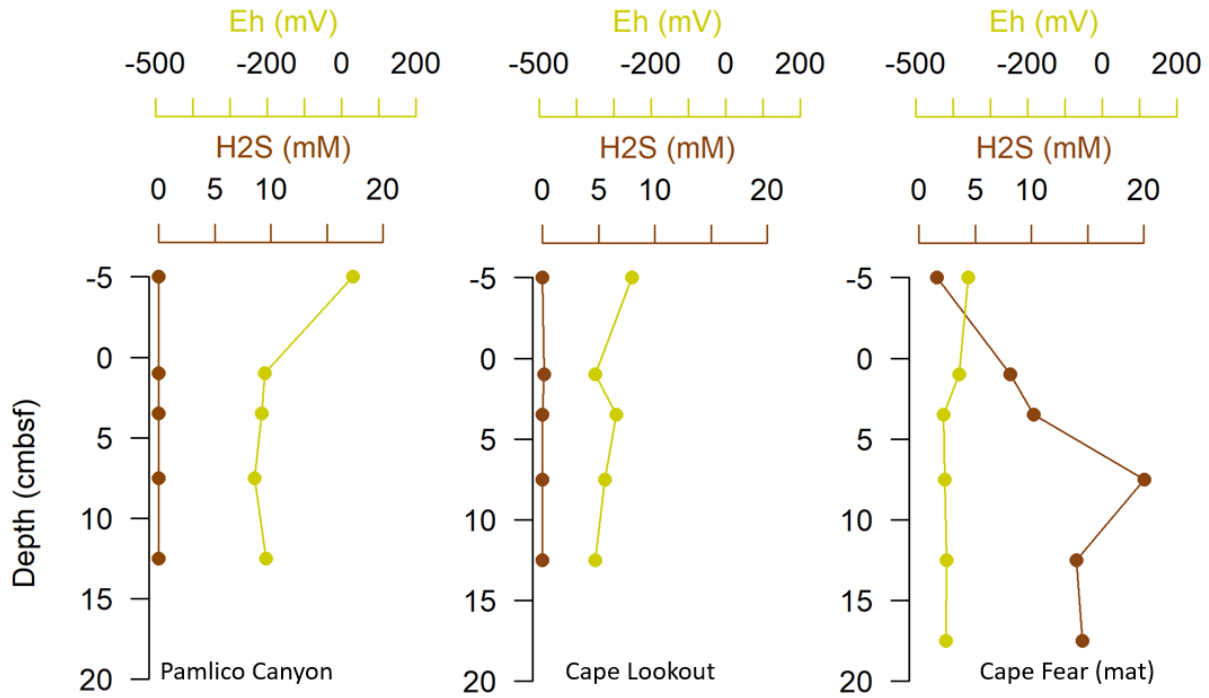 Eh (mV) Eh (mV) Eh (mV)
-500 -200 0 200 -500 -200 0 200 -500 -200 0 200
H2S (mM) H2S (mM) H2S (mM)
0 5 10 20 0 5 10 20 0 5 10 20
-5 -5 -5
0 0 0
5 5 5
10 10 10
15 15 15
20 20 20
Depth (cmbsf)
Pamlico Canyon Cape Lookout Cape Fear (mat)